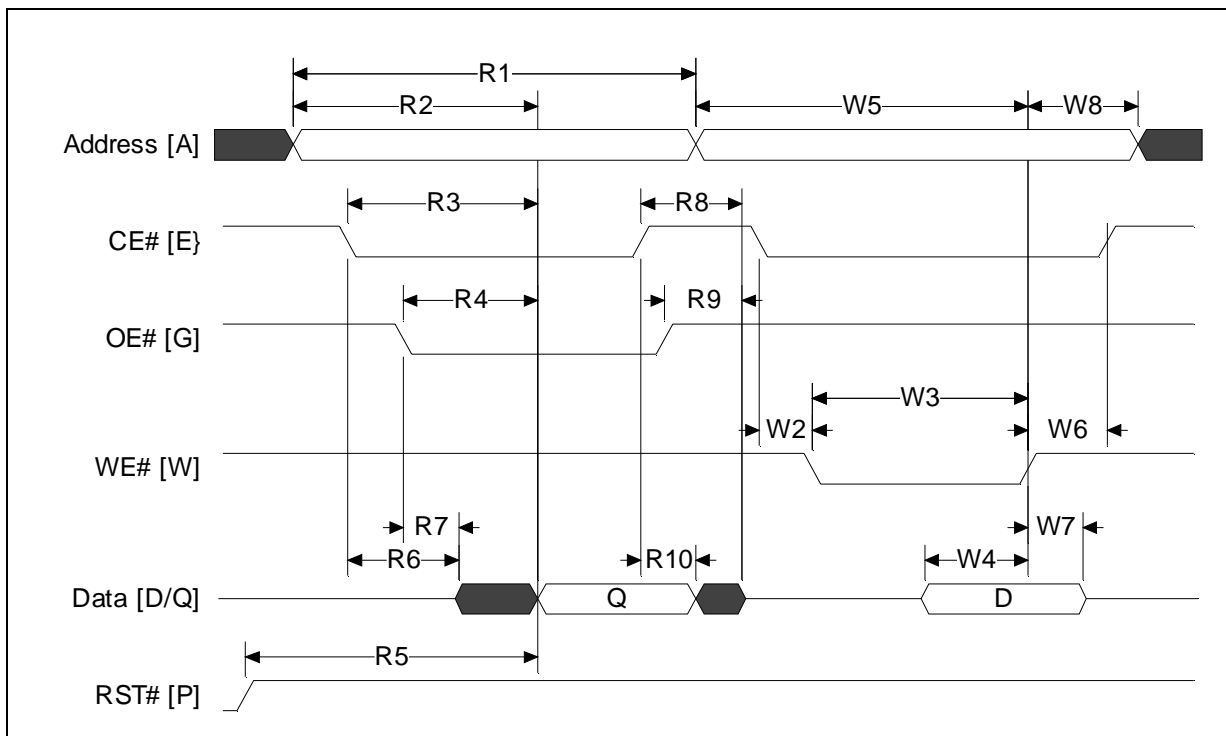 R1
R2
W5
W8
Address [A]
R3
R8
CE# [E}
R4
R9
OE# [G]
W3
W2
W6
WE# [W]
R7
W7
R6
R10
W4
Data [D/Q]
Q
D
R5
RST# [P]